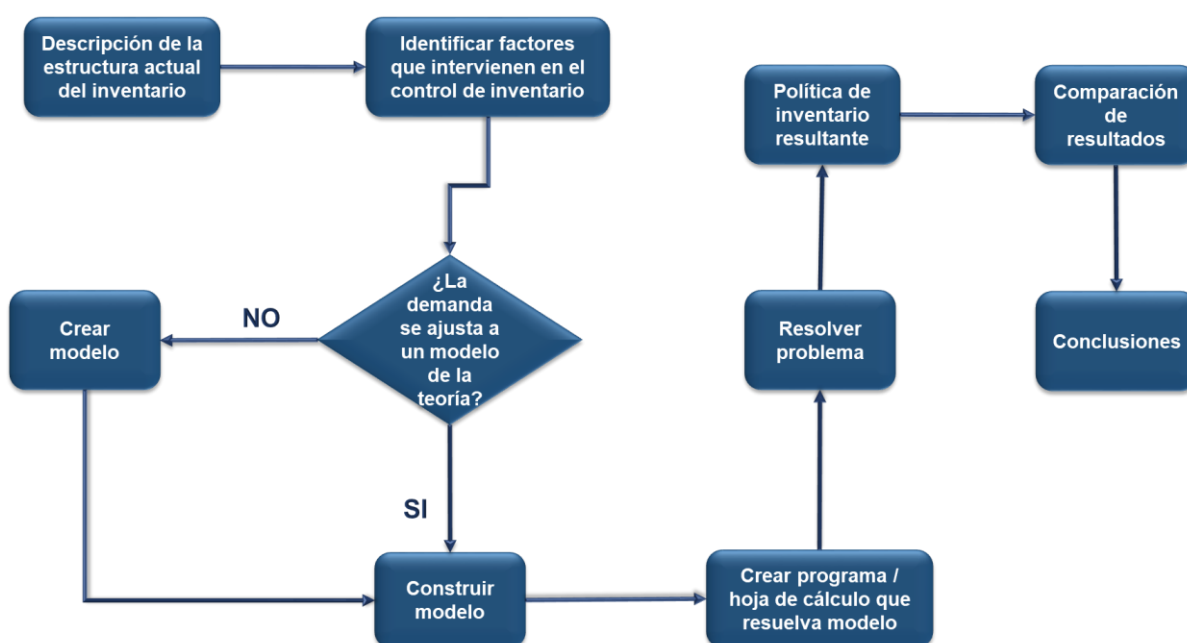 Descripción de la
estructura actual
del inventario
Identificar factores
que intervienen en el
control de inventario
¿La
demanda
se ajusta a
un modelo
de la
teoría?
NO
Crear
modelo
SI
Construir
modelo
Crear programa /
hoja de cálculo que
resuelva modelo
Resolver
problema
Política de
inventario
resultante
Comparación
de
resultados
Conclusiones